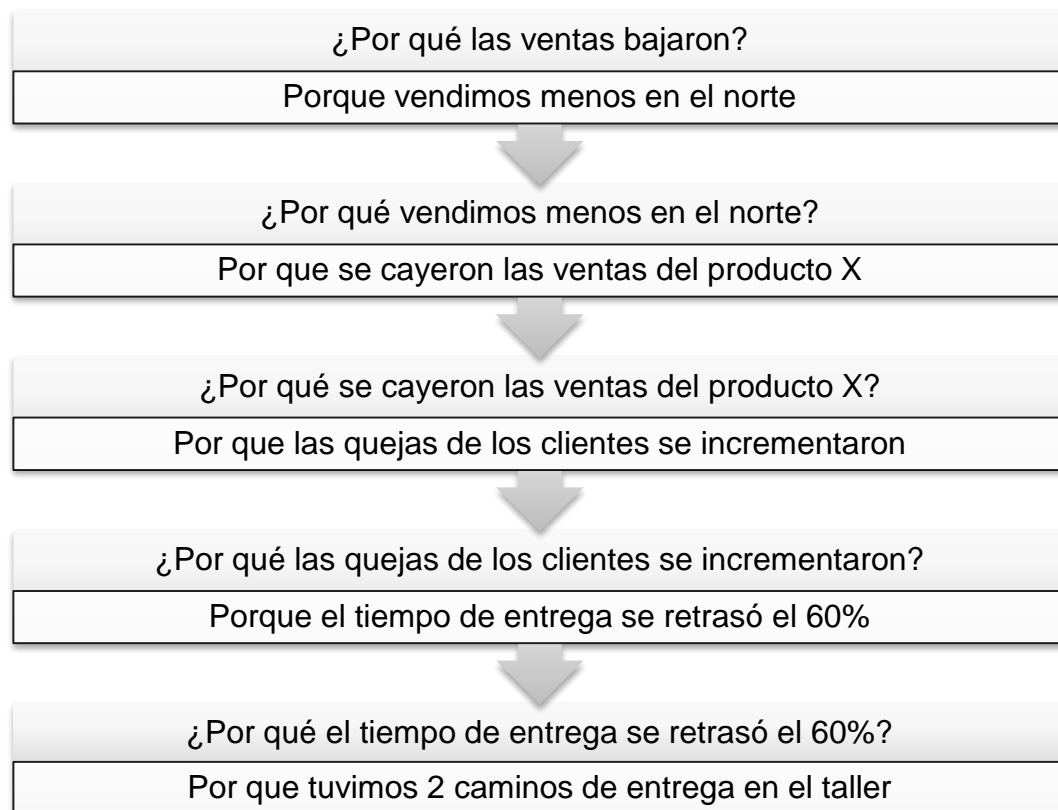 ¿Por qué las ventas bajaron?
Porque vendimos menos en el norte
¿Por qué vendimos menos en el norte?
Por que se cayeron las ventas del producto X
¿Por qué se cayeron las ventas del producto X?
Por que las quejas de los clientes se incrementaron
¿Por qué las quejas de los clientes se incrementaron?
Porque el tiempo de entrega se retrasó el 60%
¿Por qué el tiempo de entrega se retrasó el 60%?
Por que tuvimos 2 caminos de entrega en el taller